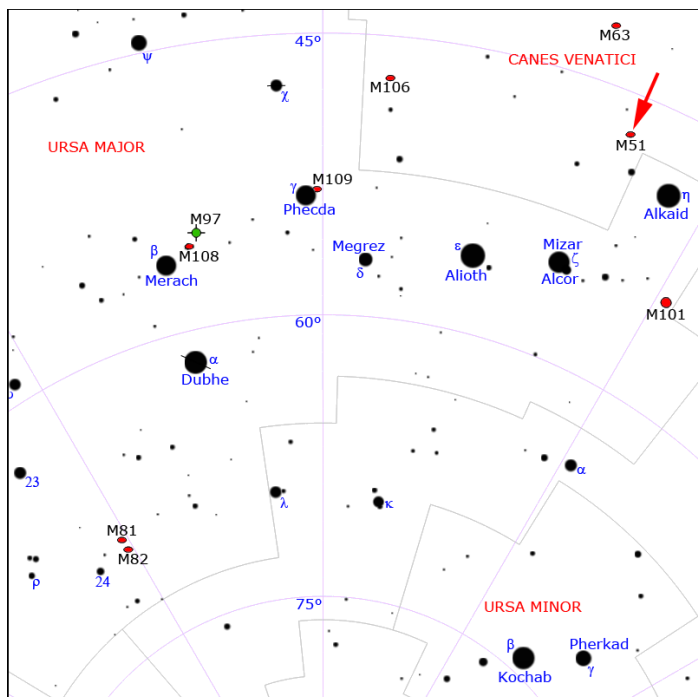 M63
45°
ψ
CANES VENATICI
M106
χ
M51
URSA MAJOR
M109
γ
η
Phecda
Alkaid
M97
Megrez
ε
Mizar
β
M108
δ
Alioth
ζ
Alcor
Merach
M101
60°
α
Dubhe
α
23
λ
κ
M81
M82
ρ
24
75°
URSA MINOR
β
Pherkad
Kochab
γ